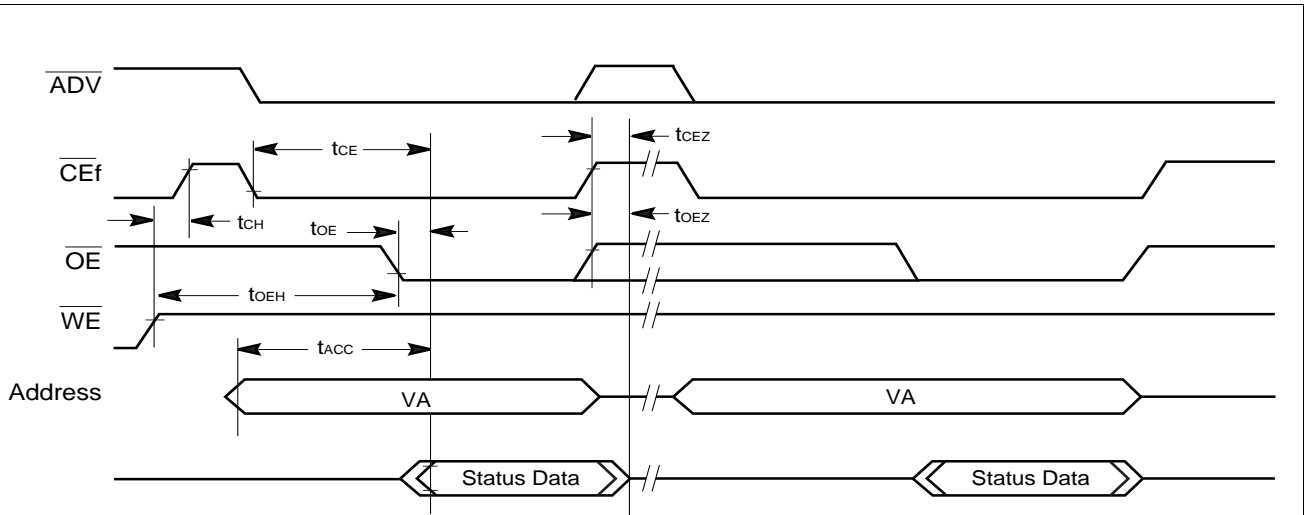 ADV
tCEZ
tCE
CEf
tCH
tOE
tOEZ
OE
tOEH
WE
tACC
Address
VA
VA
Status Data
Status Data